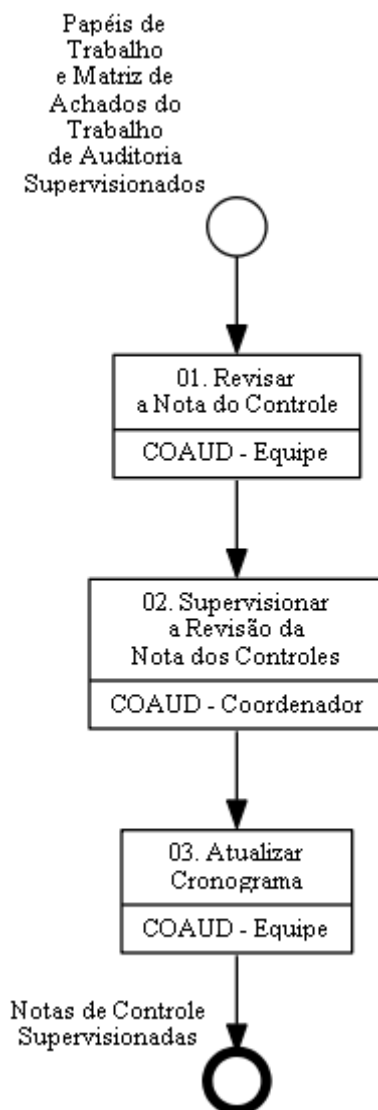 Papéis de
Trabalho
e Matriz de
Achados do
Trabalho
de Auditoria
Supervisionados
01. Revisar
a Nota do Controle
COAUD - Equipe
02. Supervisionar
a Revisão da
Nota dos Controles
COAUD - Coordenador
03. Atualizar
Cronograma
COAUD - Equipe
Notas de Controle
Supervisionadas